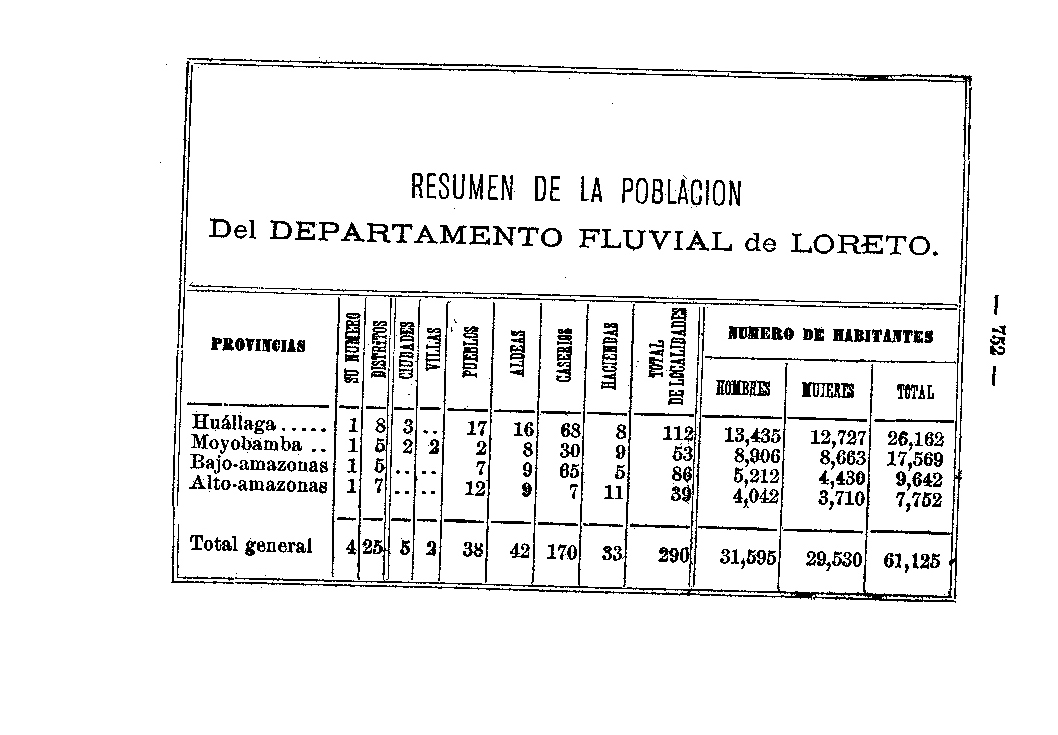 RESUMEN DE LA POBLACION
Del DEPARTAMENTO FLUVIAL de LORETO.
PROVINCIAS SU NUMERO DISTRITOS CIUDADES VILLAS PUEBLOS ALDEAS CASERIOS HACIENDAS TOTAL DE LOCALIDADES NUMERO DE HABITANTES
HOMBRES MUJERES TOTAL
Huállaga ..... 1 8 3 .. 17 16 68 8 112 13,435 12,727 26,162
Moyobamba .. 1 5 2 2 2 8 30 9 53 8,906 8,663 17,569
Bajo-amazonas 1 5 .. .. 7 9 65 5 86 5,212 4,430 9,642
Alto-amazonas 1 7 .. .. 12 9 7 11 39 4,042 3,710 7,752
Total general 4 25 5 2 38 42 170 33 290 31,595 29,530 61,125
— 752 —